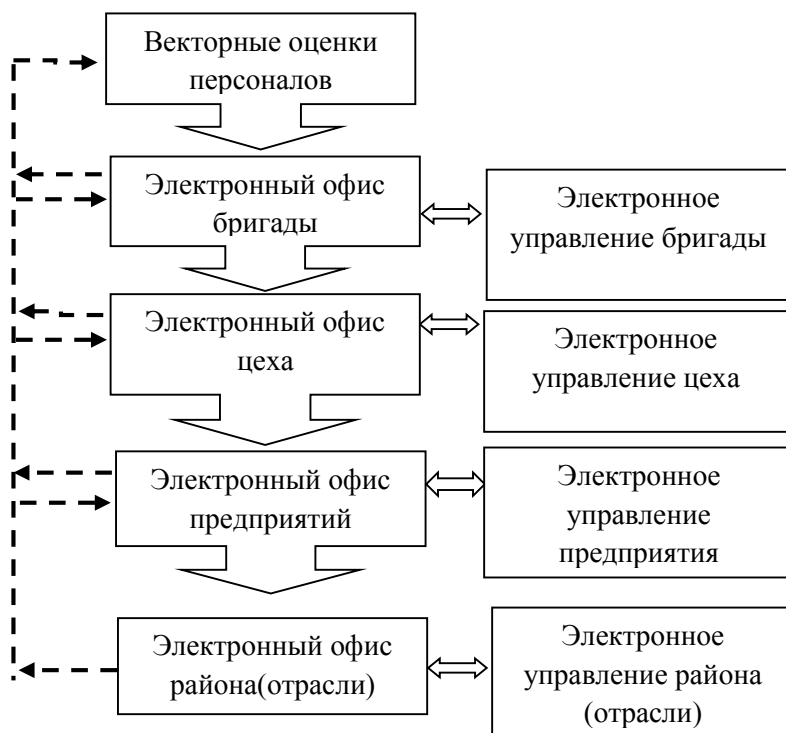 Векторные оценки
персоналов
Электронный офис
бригады
Электронное
управление бригады
Электронный офис
цеха
Электронное
управление цеха
Электронный офис
предприятий
Электронное
управление
предприятия
Электронный офис
района(отрасли)
Электронное
управление района
(отрасли)